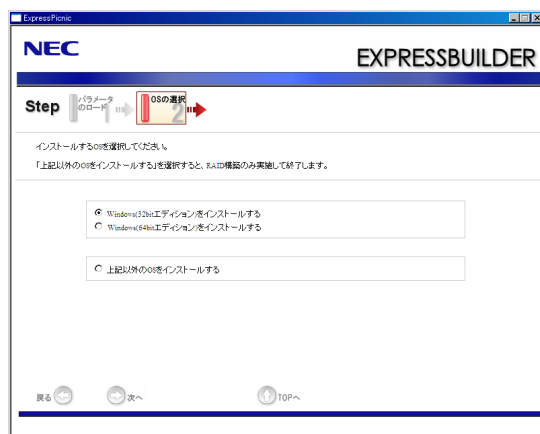 ExpressPicnic
NEC
EXPRESSBUILDER
Step
パラメータ
のロード
1
OSの選択
2
インストールするOSを選択してください。
「上記以外のOSをインストールする」を選択すると、RAID構築のみ実施して終了します。
Windows(32bitエディション)をインストールする
Windows(64bitエディション)をインストールする
上記以外のOSをインストールする
戻る
次へ
TOPへ